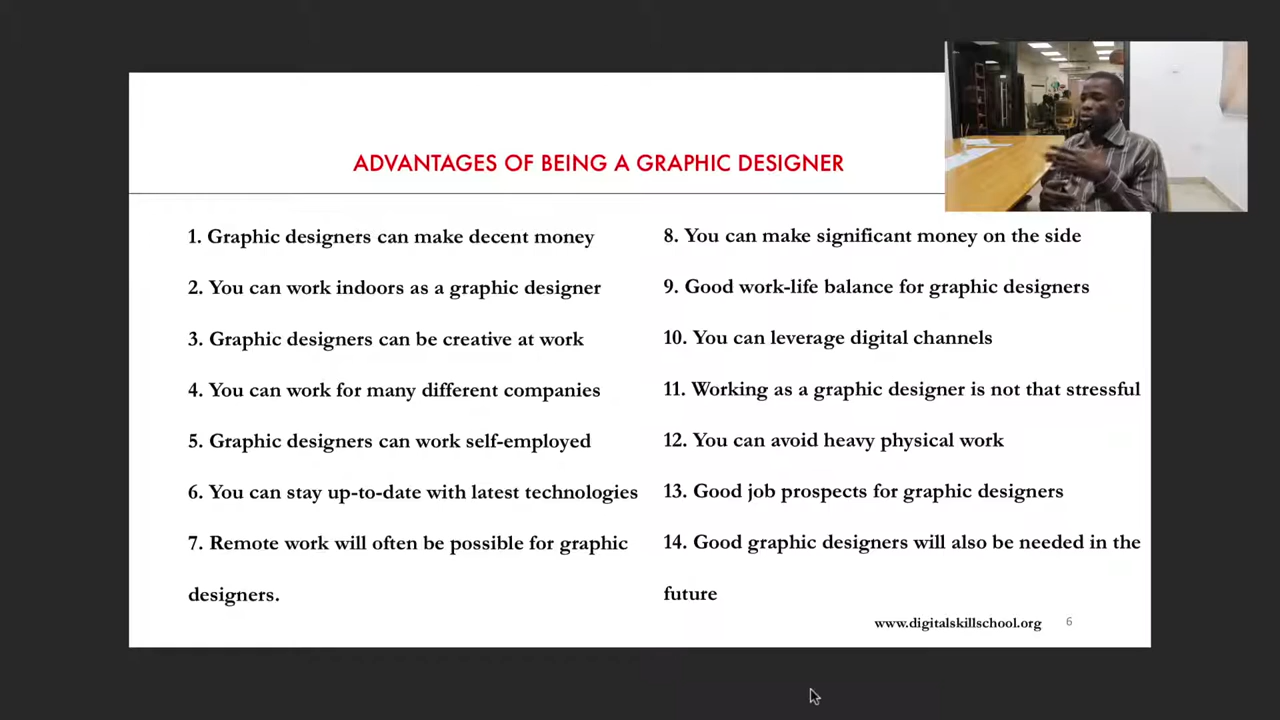 ADVANTAGES OF BEING A GRAPHIC DESIGNER
1. Graphic designers can make decent money
2. You can work indoors as a graphic designer
3. Graphic designers can be creative at work
4. You can work for many different companies
5. Graphic designers can work self-employed
6. You can stay up-to-date with latest technologies
7. Remote work will often be possible for graphic
designers.
8. You can make significant money on the side
9. Good work-life balance for graphic designers
10. You can leverage digital channels
11. Working as a graphic designer is not that stressful
12. You can avoid heavy physical work
13. Good job prospects for graphic designers
14. Good graphic designers will also be needed in the
future
www.digitalskillschool.org
6